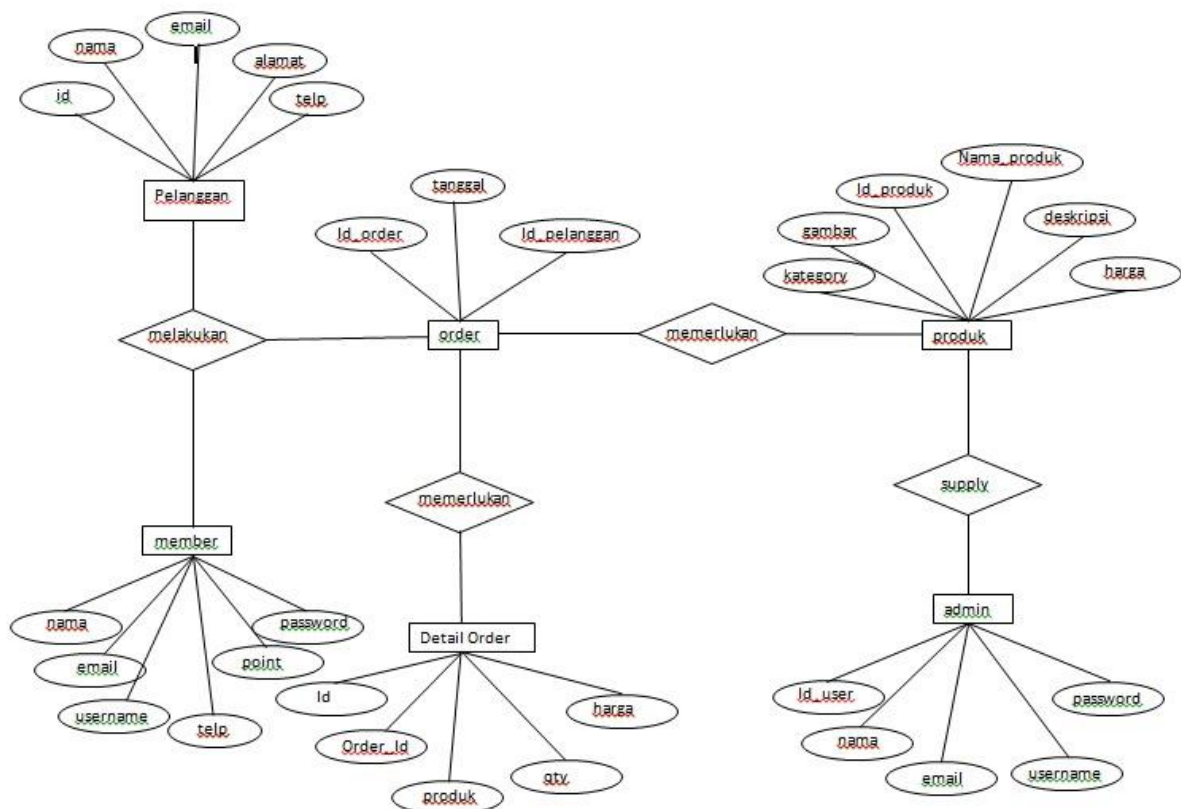 email
nama
alamat
id
telp
Pelanggan
Nama_produk
tanggal
Id_produk
Id_order
Id_pelanggan
gambar
deskripsi
kategory
harga
melakukan
order
memerlukan
produk
memerlukan
supply
member
nama
email
username
telp
point
password
Detail Order
Id
Order_Id
produk
qty
harga
admin
Id_user
nama
email
username
password